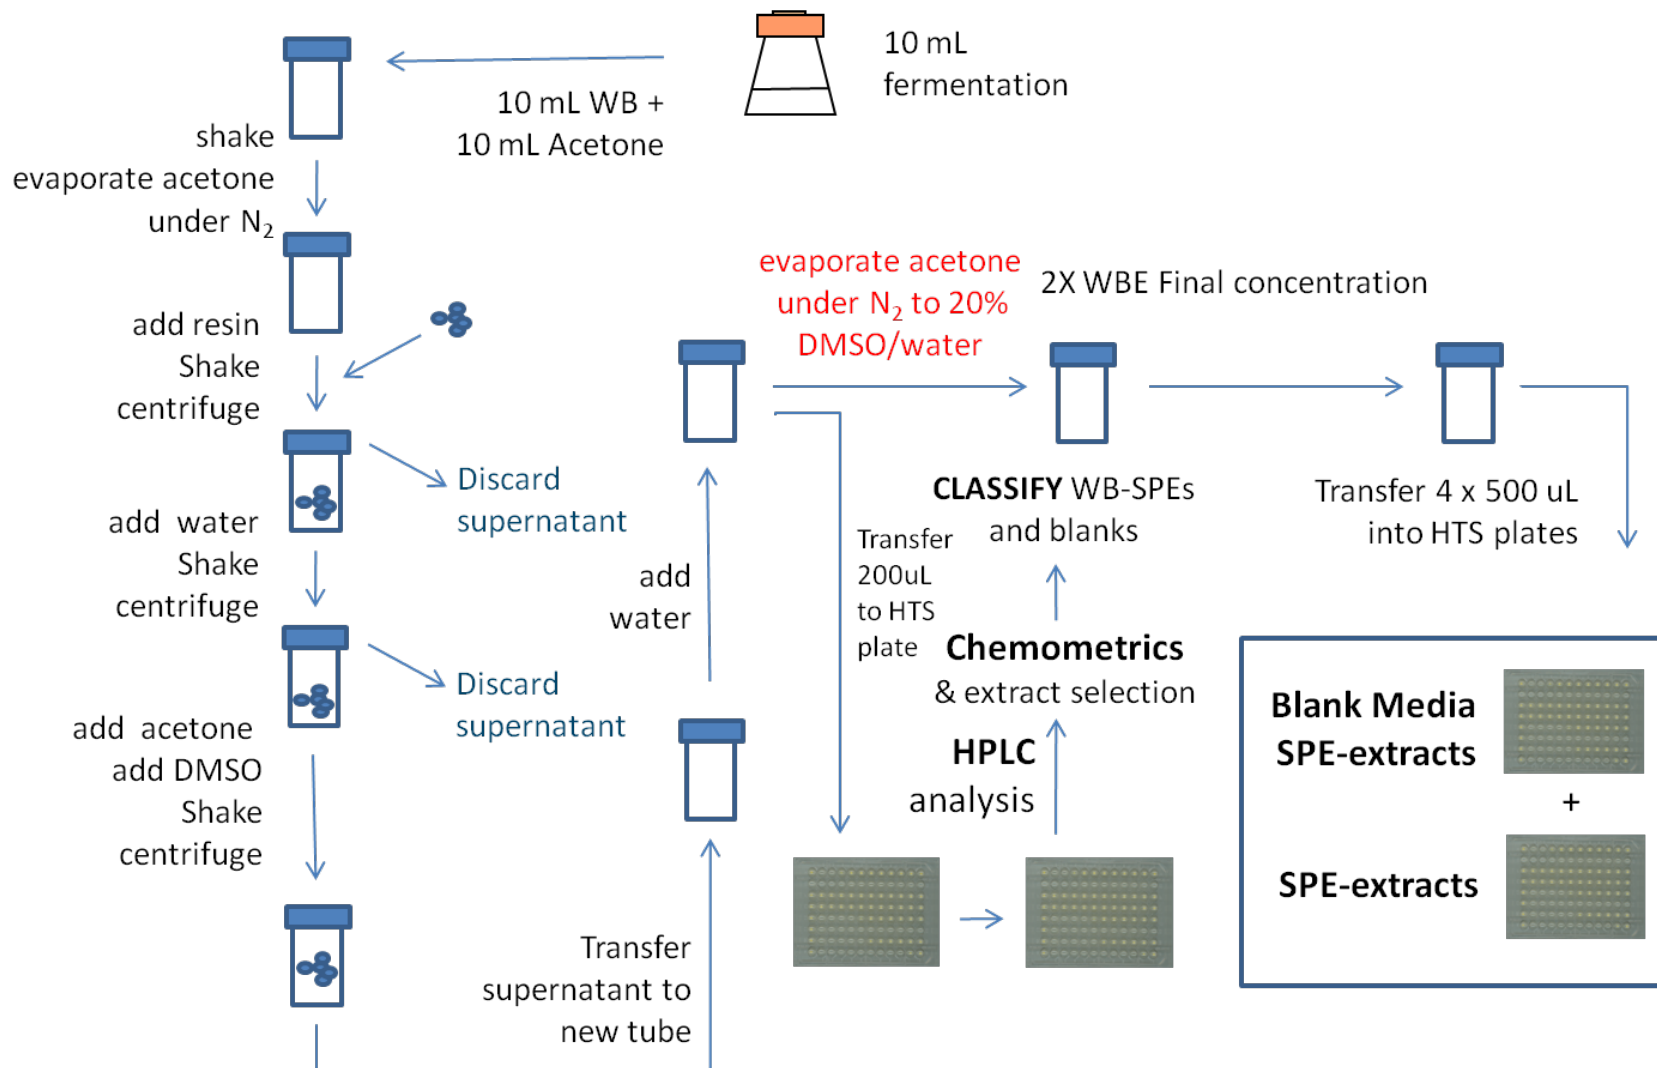 10 mL
fermentation
10 mL WB +
10 mL Acetone
shake
evaporate acetone
under N₂
add resin
Shake
centrifuge
Discard
supernatant
add water
Shake
centrifuge
Discard
supernatant
add acetone
add DMSO
Shake
centrifuge
Transfer
supernatant to
new tube
add
water
evaporate acetone
under N₂ to 20%
DMSO/water
2X WBE Final concentration
Transfer
200uL
to HTS
plate
HPLC
analysis
Chemometrics
& extract selection
CLASSIFY WB-SPEs
and blanks
Transfer 4 x 500 uL
into HTS plates
Blank Media
SPE-extracts
+
SPE-extracts